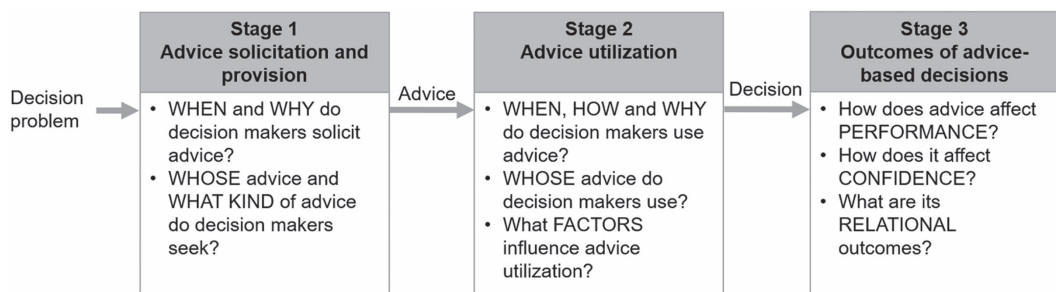 Decision
problem
Stage 1
Advice solicitation and
provision
• WHEN and WHY do
decision makers solicit
advice?
• WHOSE advice and
WHAT KIND of advice
do decision makers
seek?
Advice
Stage 2
Advice utilization
• WHEN, HOW and WHY
do decision makers use
advice?
• WHOSE advice do
decision makers use?
• What FACTORS
influence advice
utilization?
Decision
Stage 3
Outcomes of advice-
based decisions
• How does advice affect
PERFORMANCE?
• How does it affect
CONFIDENCE?
• What are its
RELATIONAL
outcomes?